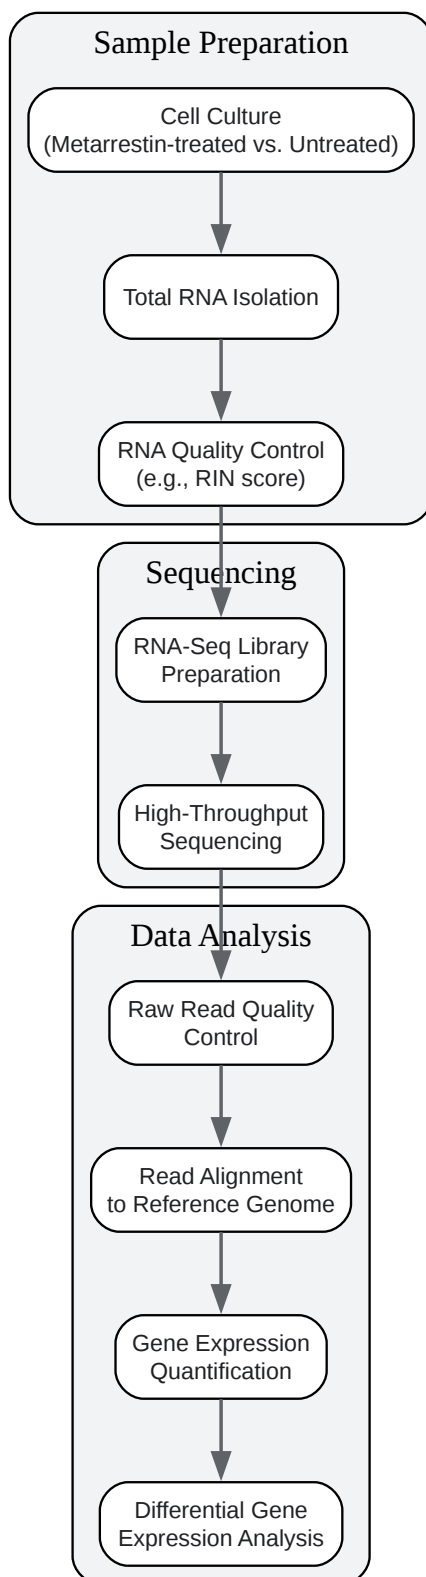 Sample Preparation
Cell Culture
(Metarrestin-treated vs. Untreated)
Total RNA Isolation
RNA Quality Control
(e.g., RIN score)
Sequencing
RNA-Seq Library
Preparation
High-Throughput
Sequencing
Data Analysis
Raw Read Quality
Control
Read Alignment
to Reference Genome
Gene Expression
Quantification
Differential Gene
Expression Analysis